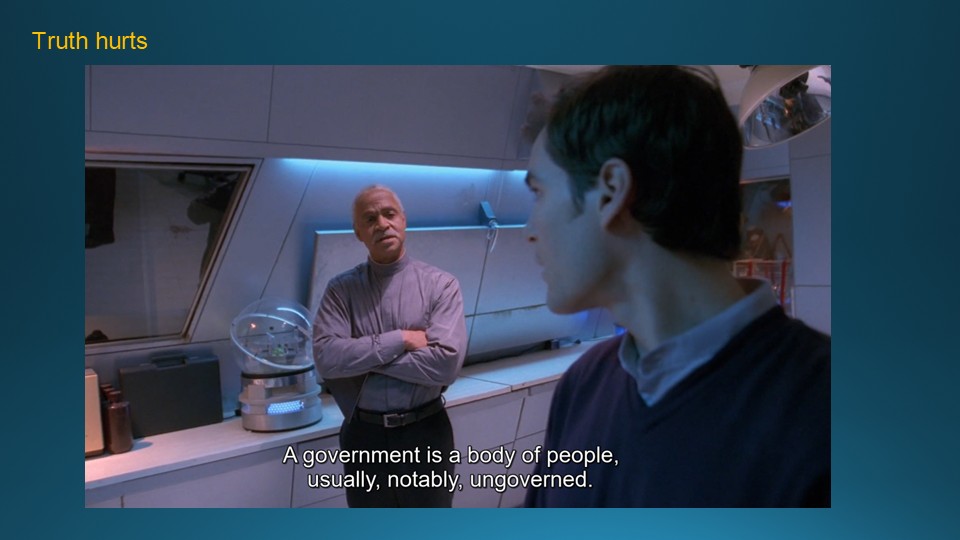 Truth hurts
A government is a body of people,
usually, notably, ungoverned.